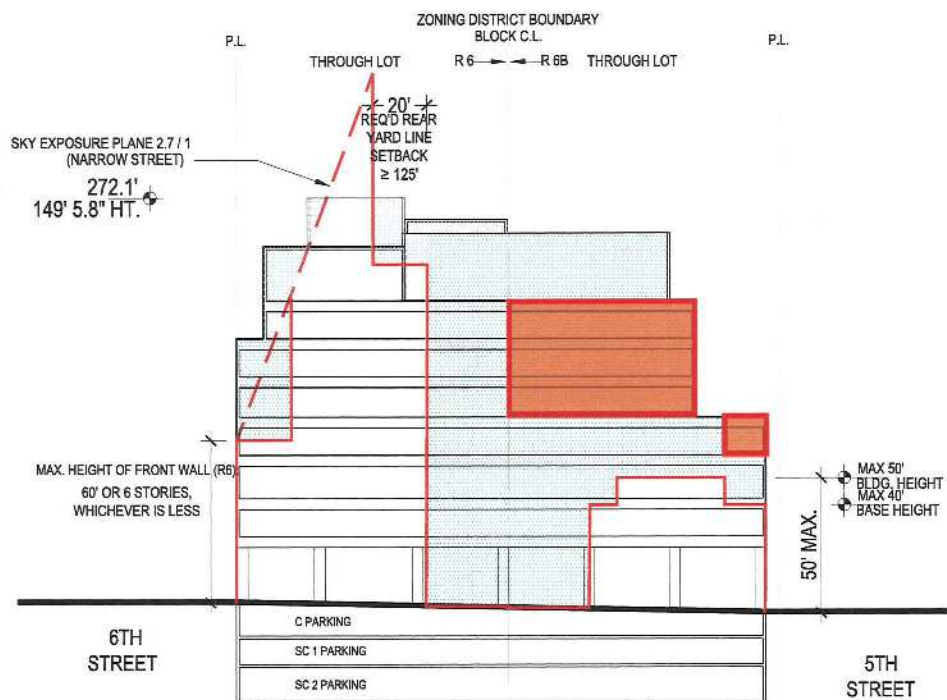 ZONING DISTRICT BOUNDARY
BLOCK C.L.
P.L.
P.L.
THROUGH LOT
R 6
R 6B
THROUGH LOT
20'
REQ'D REAR
YARD LINE
SETBACK
≥ 125'
SKY EXPOSURE PLANE 2.7 / 1
(NARROW STREET)
272.1'
149' 5.8" HT.
MAX. HEIGHT OF FRONT WALL (R6)
60' OR 6 STORIES,
WHICHEVER IS LESS
MAX 50'
BLDG. HEIGHT
MAX 40'
BASE HEIGHT
50' MAX.
C PARKING
SC 1 PARKING
SC 2 PARKING
6TH
STREET
5TH
STREET